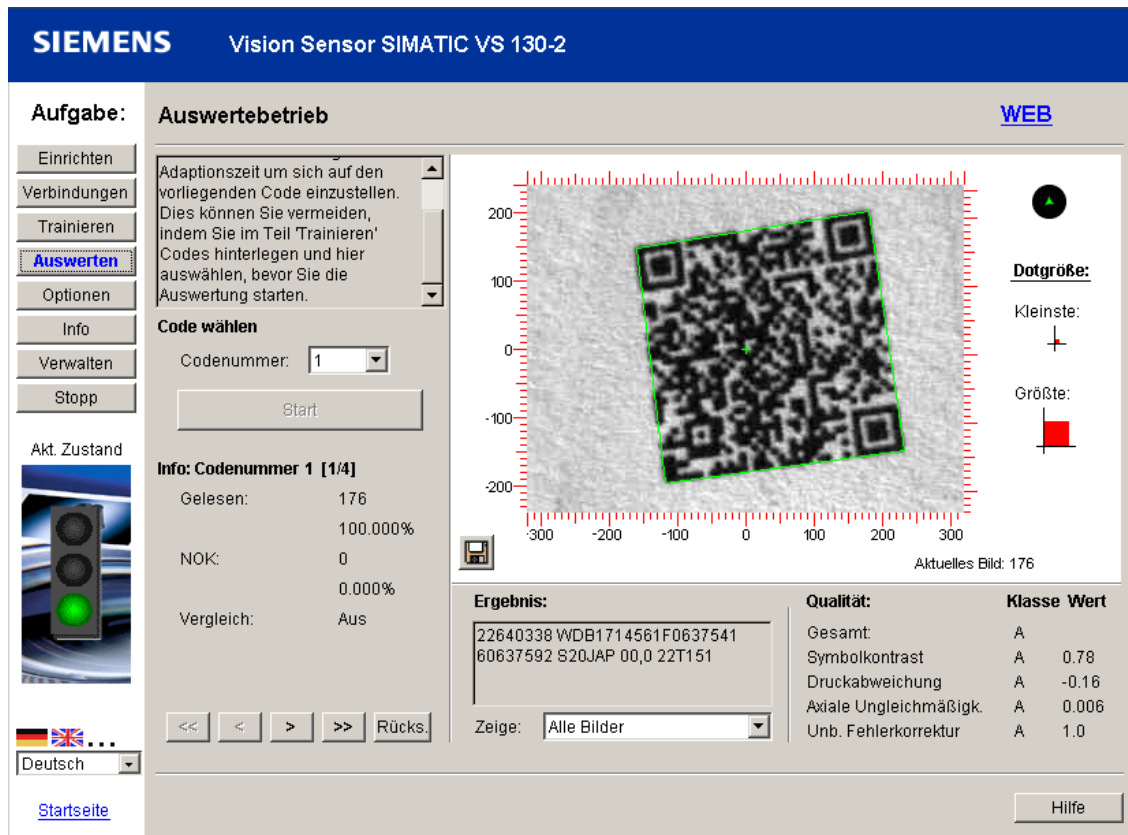 SIEMENS Vision Sensor SIMATIC VS 130-2
Aufgabe:
Einrichten
Verbindungen
Trainieren
Auswerten
Optionen
Info
Verwalten
Stopp
Akt. Zustand
...
Deutsch
Startseite
Auswertebetrieb
WEB
Adaptionszeit um sich auf den
vorliegenden Code einzustellen.
Dies können Sie vermeiden,
indem Sie im Teil 'Trainieren'
Codes hinterlegen und hier
auswählen, bevor Sie die
Auswertung starten.
Code wählen
Codenummer: 1
Start
Info: Codenummer 1 [1/4]
Gelesen: 176
100.000%
NOK: 0
0.000%
Vergleich: Aus
<< < > >> Rücks.
200
100
0
-100
-200
-300 -200 -100 0 100 200 300
Aktuelles Bild: 176
Dotgröße:
Kleinste:
Größte:
Ergebnis:
22640338 WDB1714561F0637541
60637592 S20JAP 00,0 22T151
Zeige: Alle Bilder
Qualität: Klasse Wert
Gesamt: A
Symbolkontrast A 0.78
Druckabweichung A -0.16
Axiale Ungleichmäßigk. A 0.006
Unb. Fehlerkorrektur A 1.0
Hilfe